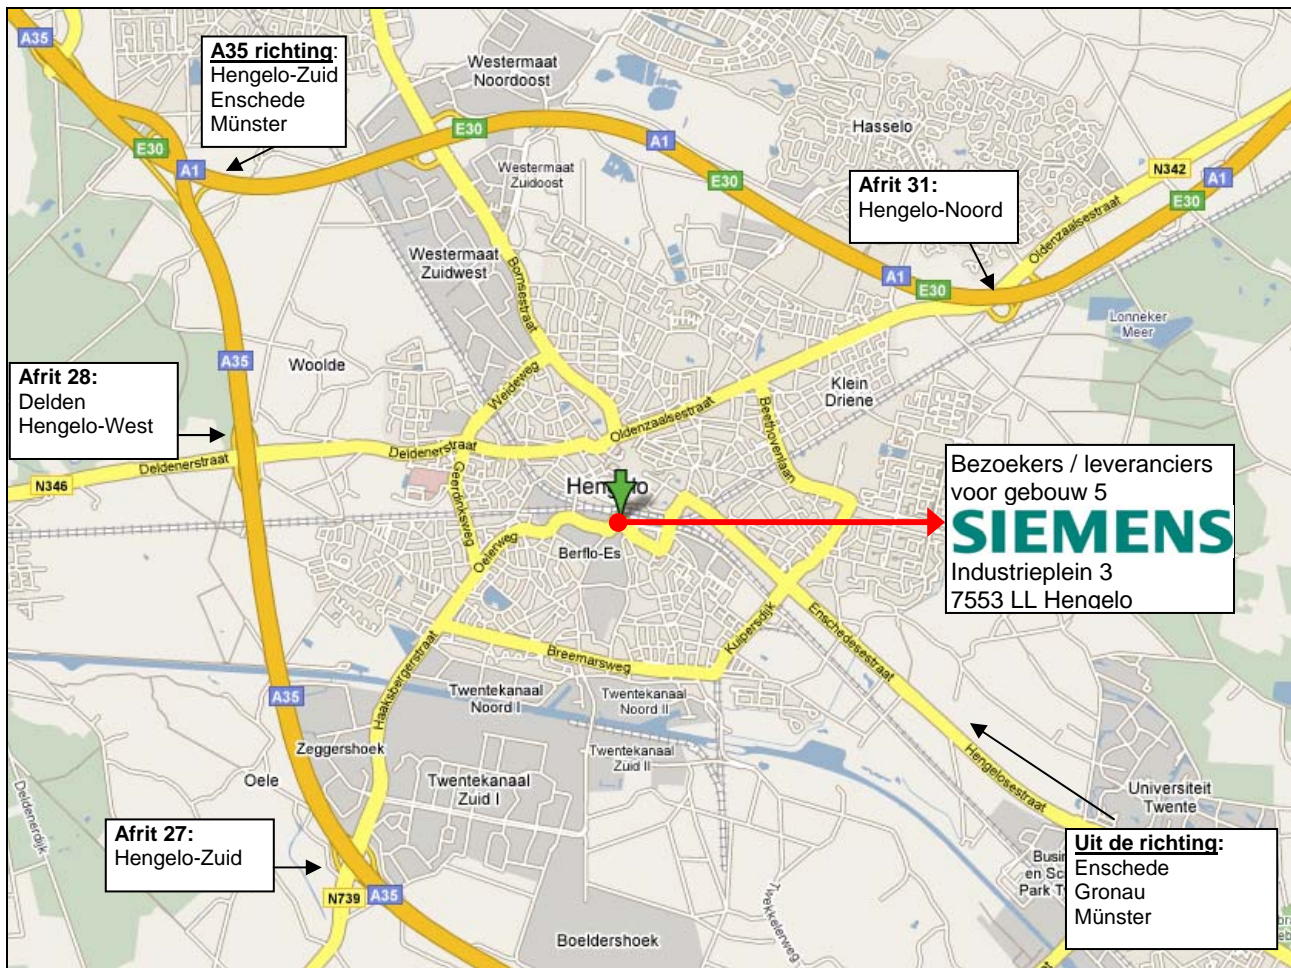 A35
A35 richting:
Hengelo-Zuid
Enschede
Münster
Westermaat
Noordoost
E30
A1
E30
A1
Westermaat
Zuidoost
E30
Hasselo
N342
A1
E30
Afrit 31:
Hengelo-Noord
Oldenzaalsestraat
Westermaat
Zuidwest
Bornsestraat
A1
E30
Lonneker
Meer
A35
Woolde
Afrit 28:
Delden
Hengelo-West
Weideweg
Klein
Driene
Oldenzaalsestraat
Beethovenlaan
Deldenerstraat
Deldenerstraat
N346
Geerdinksweg
Hengelo
Bezoekers / leveranciers
voor gebouw 5
SIEMENS
Industrieplein 3
7553 LL Hengelo
Oelerweg
Berflo-Es
Enschedesestraat
Kuipersdijk
Breemarsweg
Haaksbergerstraat
A35
Twentekanaal
Noord I
Twentekanaal
Noord II
Zeggershoek
Twentekanaal
Zuid II
Oele
Twentekanaal
Zuid I
Hengelosestraat
Universiteit
Twente
Deldenerdijk
Afrit 27:
Hengelo-Zuid
Uit de richting:
Enschede
Gronau
Münster
Busin
en Sc
Park T
N739
A35
Twekkelerweg
Boeldershoek